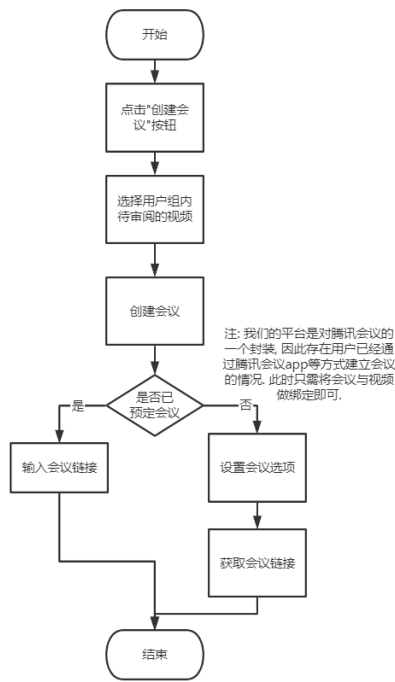 开始
点击"创建会
议"按钮
选择用户组内
待审阅的视频
创建会议
注: 我们的平台是对腾讯会议的
一个封装, 因此存在用户已经通
过腾讯会议app等方式建立会议
的情况. 此时只需将会议与视频
做绑定即可.
是否已
预定会议
是
否
输入会议链接
设置会议选项
获取会议链接
结束